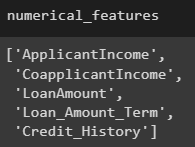 numerical_features
['ApplicantIncome',
'CoapplicantIncome',
'LoanAmount',
'Loan_Amount_Term',
'Credit_History']